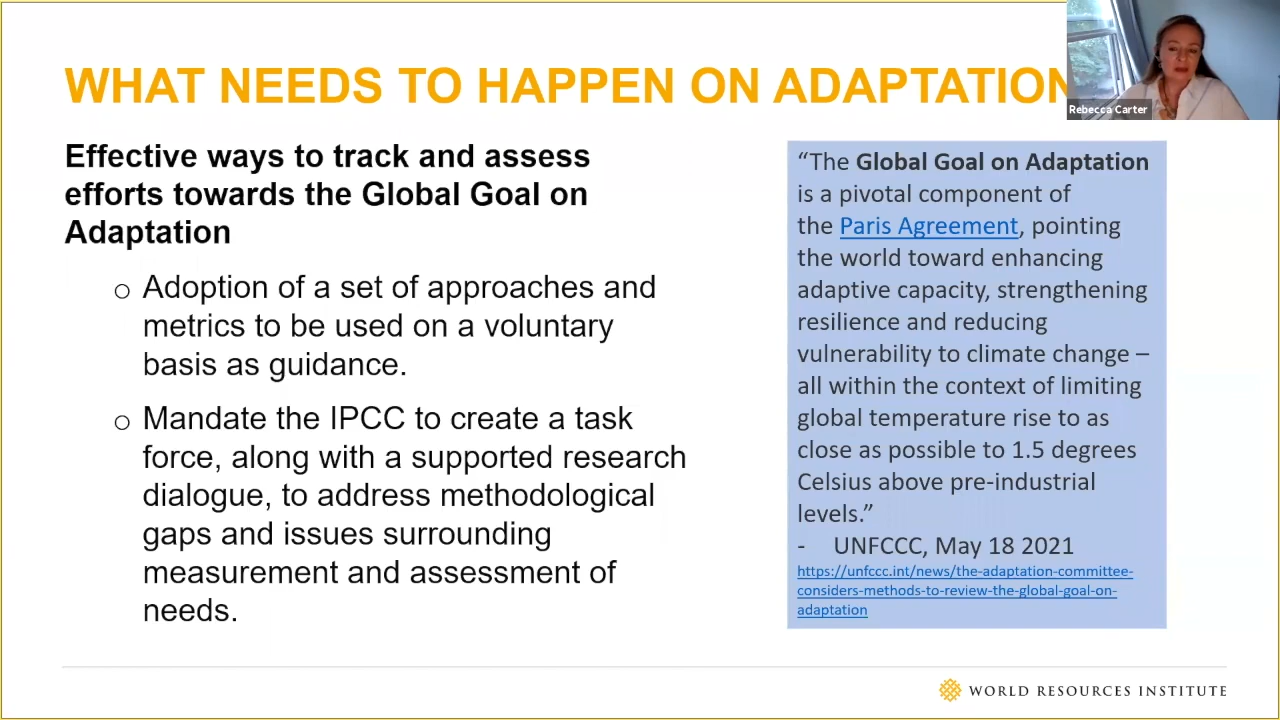 WHAT NEEDS TO HAPPEN ON ADAPTATION
Rebecca Carter
Effective ways to track and assess
efforts towards the Global Goal on
Adaptation
o Adoption of a set of approaches and
metrics to be used on a voluntary
basis as guidance.
o Mandate the IPCC to create a task
force, along with a supported research
dialogue, to address methodological
gaps and issues surrounding
measurement and assessment of
needs.
“The Global Goal on Adaptation
is a pivotal component of
the Paris Agreement, pointing
the world toward enhancing
adaptive capacity, strengthening
resilience and reducing
vulnerability to climate change –
all within the context of limiting
global temperature rise to as
close as possible to 1.5 degrees
Celsius above pre-industrial
levels.”
- UNFCCC, May 18 2021
https://unfccc.int/news/the-adaptation-committee-
considers-methods-to-review-the-global-goal-on-
adaptation
WORLD RESOURCES INSTITUTE